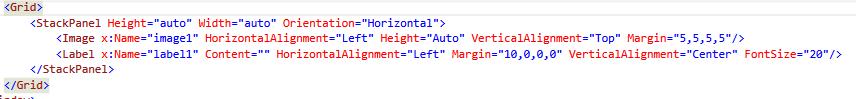 <Grid>
<StackPanel Height="auto" Width="auto" Orientation="Horizontal">
<Image x:Name="image1" HorizontalAlignment="Left" Height="Auto" VerticalAlignment="Top" Margin="5,5,5,5"/>
<Label x:Name="label1" Content="" HorizontalAlignment="Left" Margin="10,0,0,0" VerticalAlignment="Center" FontSize="20"/>
</StackPanel>
</Grid>